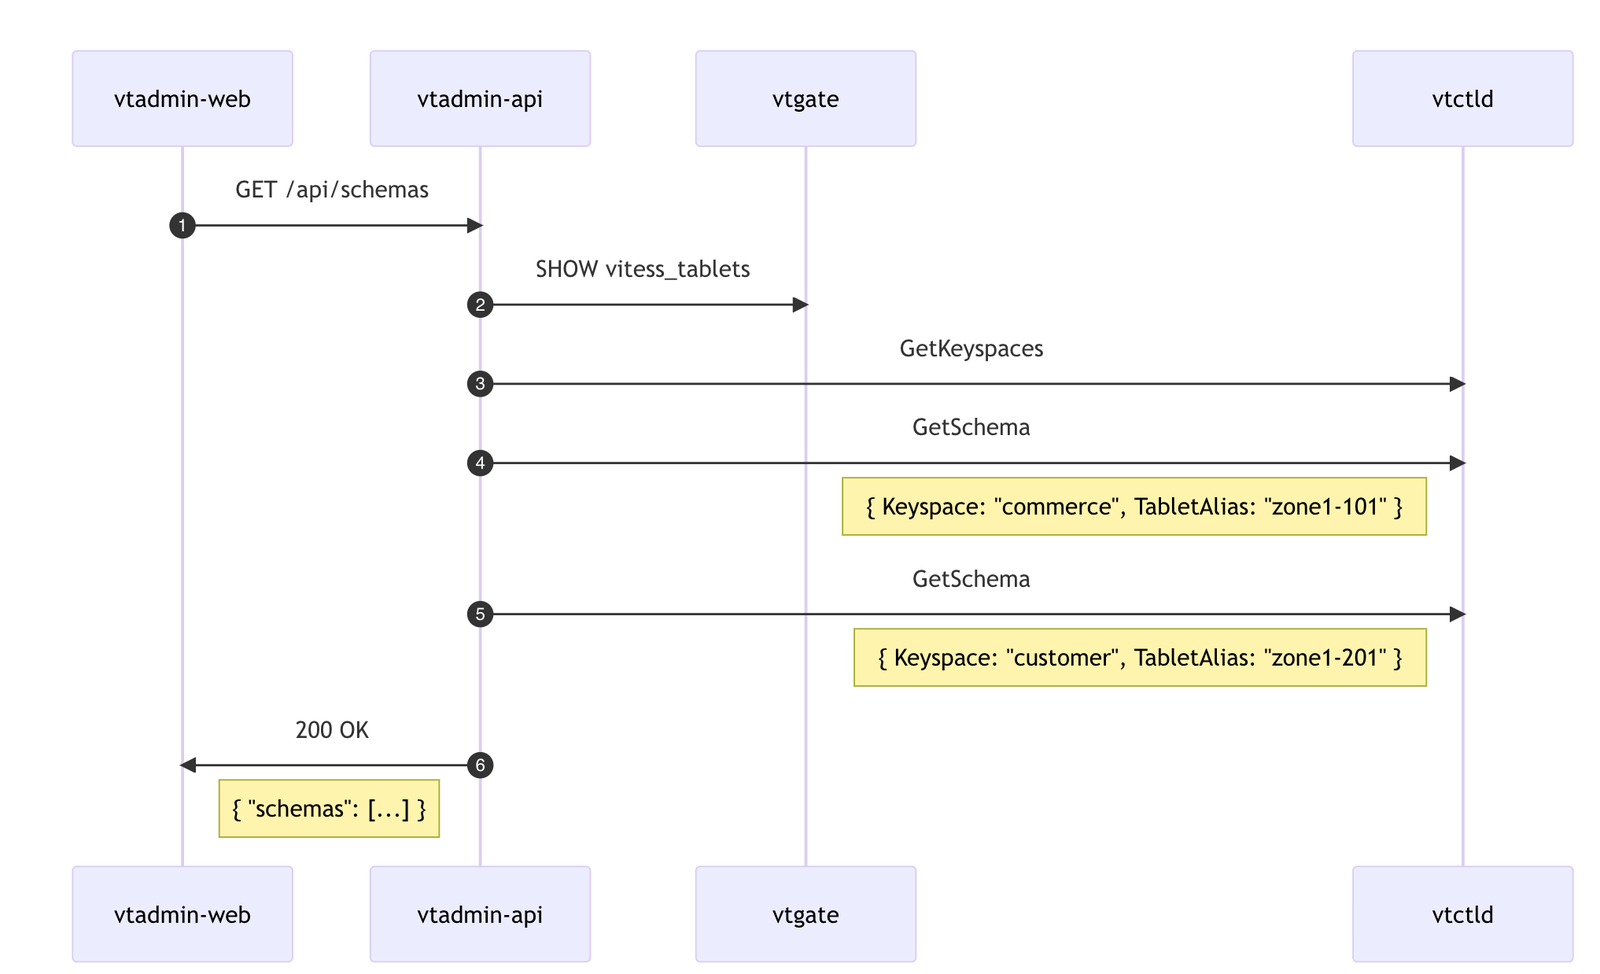 vtadmin-web
vtadmin-api
vtgate
vtctld
GET /api/schemas
1
SHOW vitess_tablets
2
GetKeyspaces
3
GetSchema
4
{ Keyspace: "commerce", TabletAlias: "zone1-101" }
GetSchema
5
{ Keyspace: "customer", TabletAlias: "zone1-201" }
200 OK
6
{ "schemas": [...] }
vtadmin-web
vtadmin-api
vtgate
vtctld